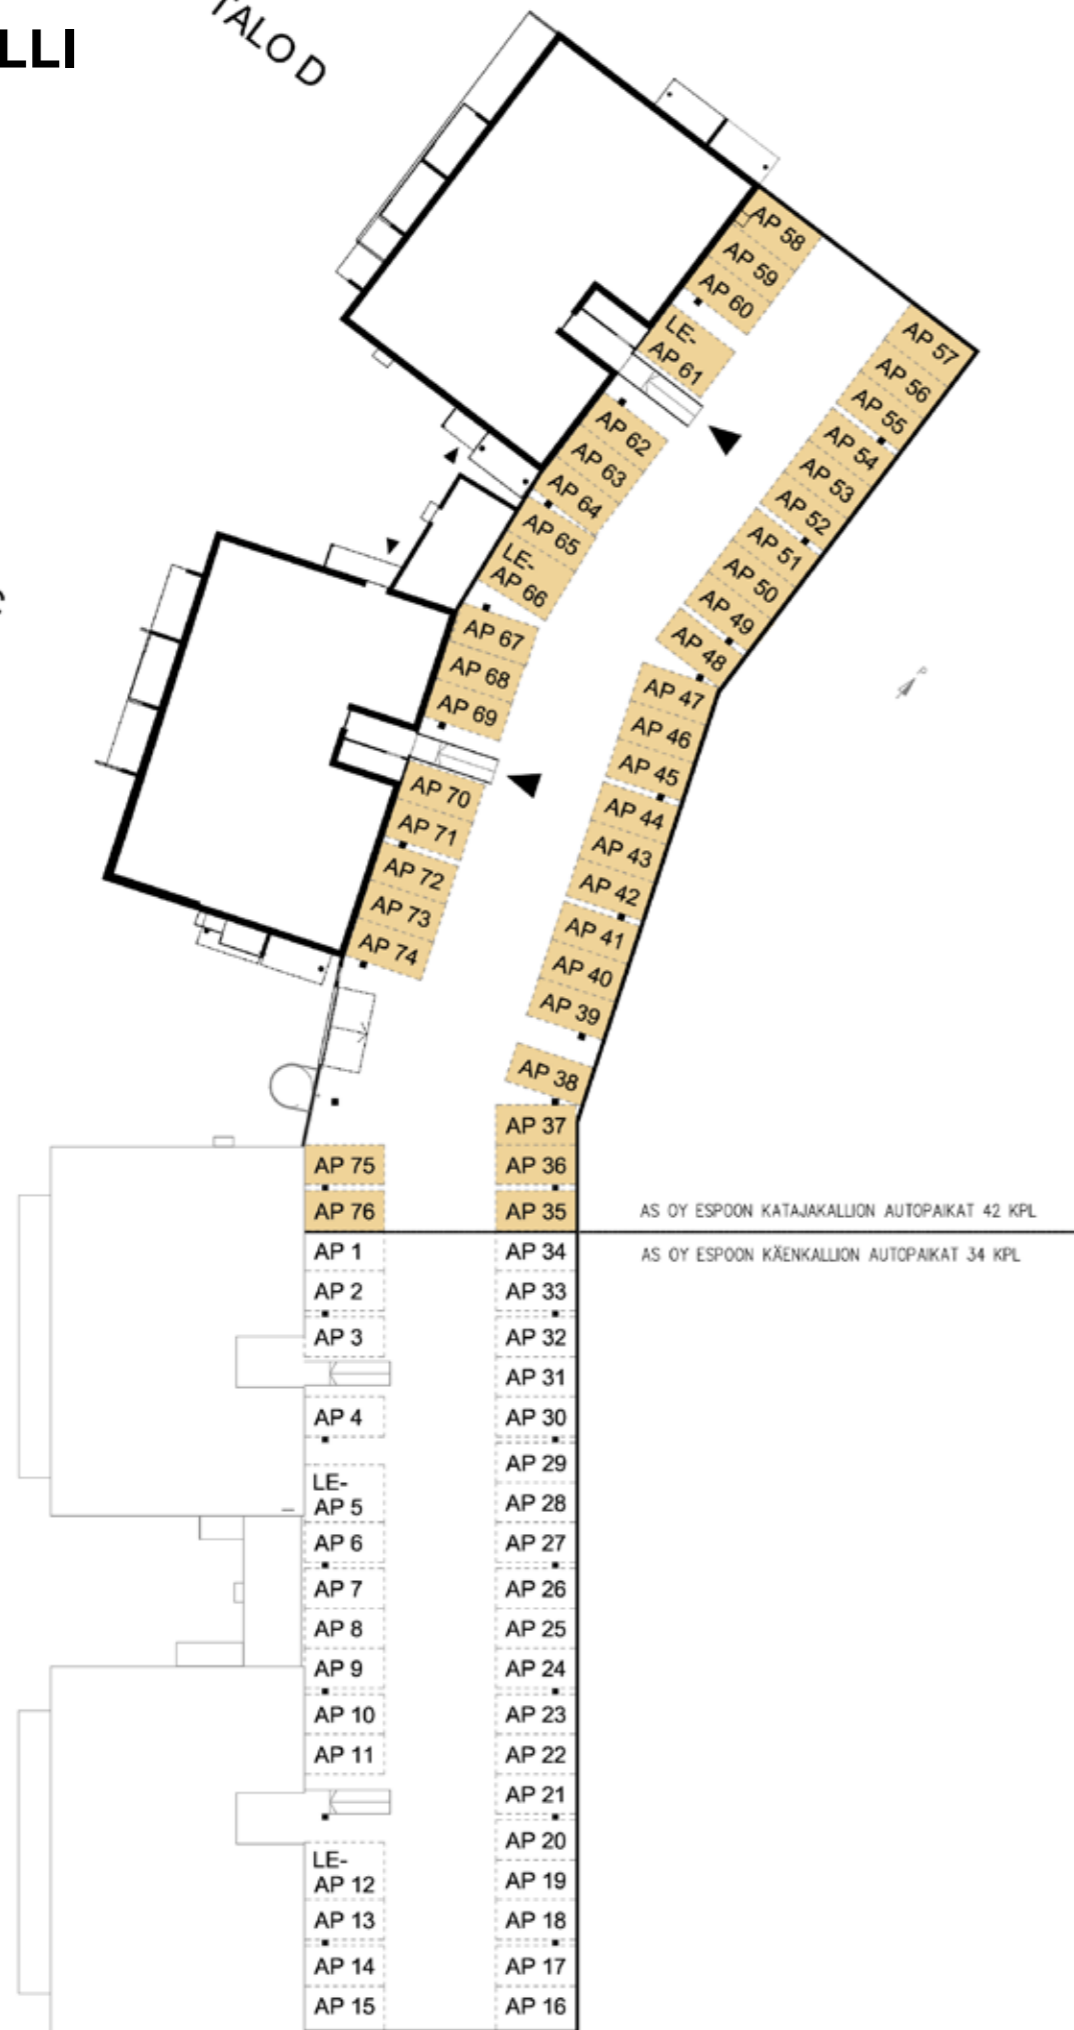 LLI
TALO D
AP 58
AP 59
AP 60
LE-
AP 61
AP 57
AP 56
AP 55
AP 62
AP 63
AP 64
AP 54
AP 53
AP 52
AP 65
LE-
AP 66
AP 51
AP 50
AP 49
AP 48
AP 67
AP 68
AP 69
AP 47
AP 46
AP 45
P
AP 70
AP 71
AP 44
AP 43
AP 42
AP 72
AP 73
AP 74
AP 41
AP 40
AP 39
AP 38
AP 37
AP 75
AP 36
AP 76
AP 35
AS OY ESPOON KATAJAKALLION AUTOPAIKAT 42 KPL
AS OY ESPOON KÄENKALLION AUTOPAIKAT 34 KPL
AP 1
AP 34
AP 2
AP 33
AP 3
AP 32
AP 31
AP 4
AP 30
AP 29
LE-
AP 5
AP 28
AP 6
AP 27
AP 7
AP 26
AP 8
AP 25
AP 9
AP 24
AP 10
AP 23
AP 11
AP 22
AP 21
AP 20
LE-
AP 12
AP 19
AP 13
AP 18
AP 14
AP 17
AP 15
AP 16